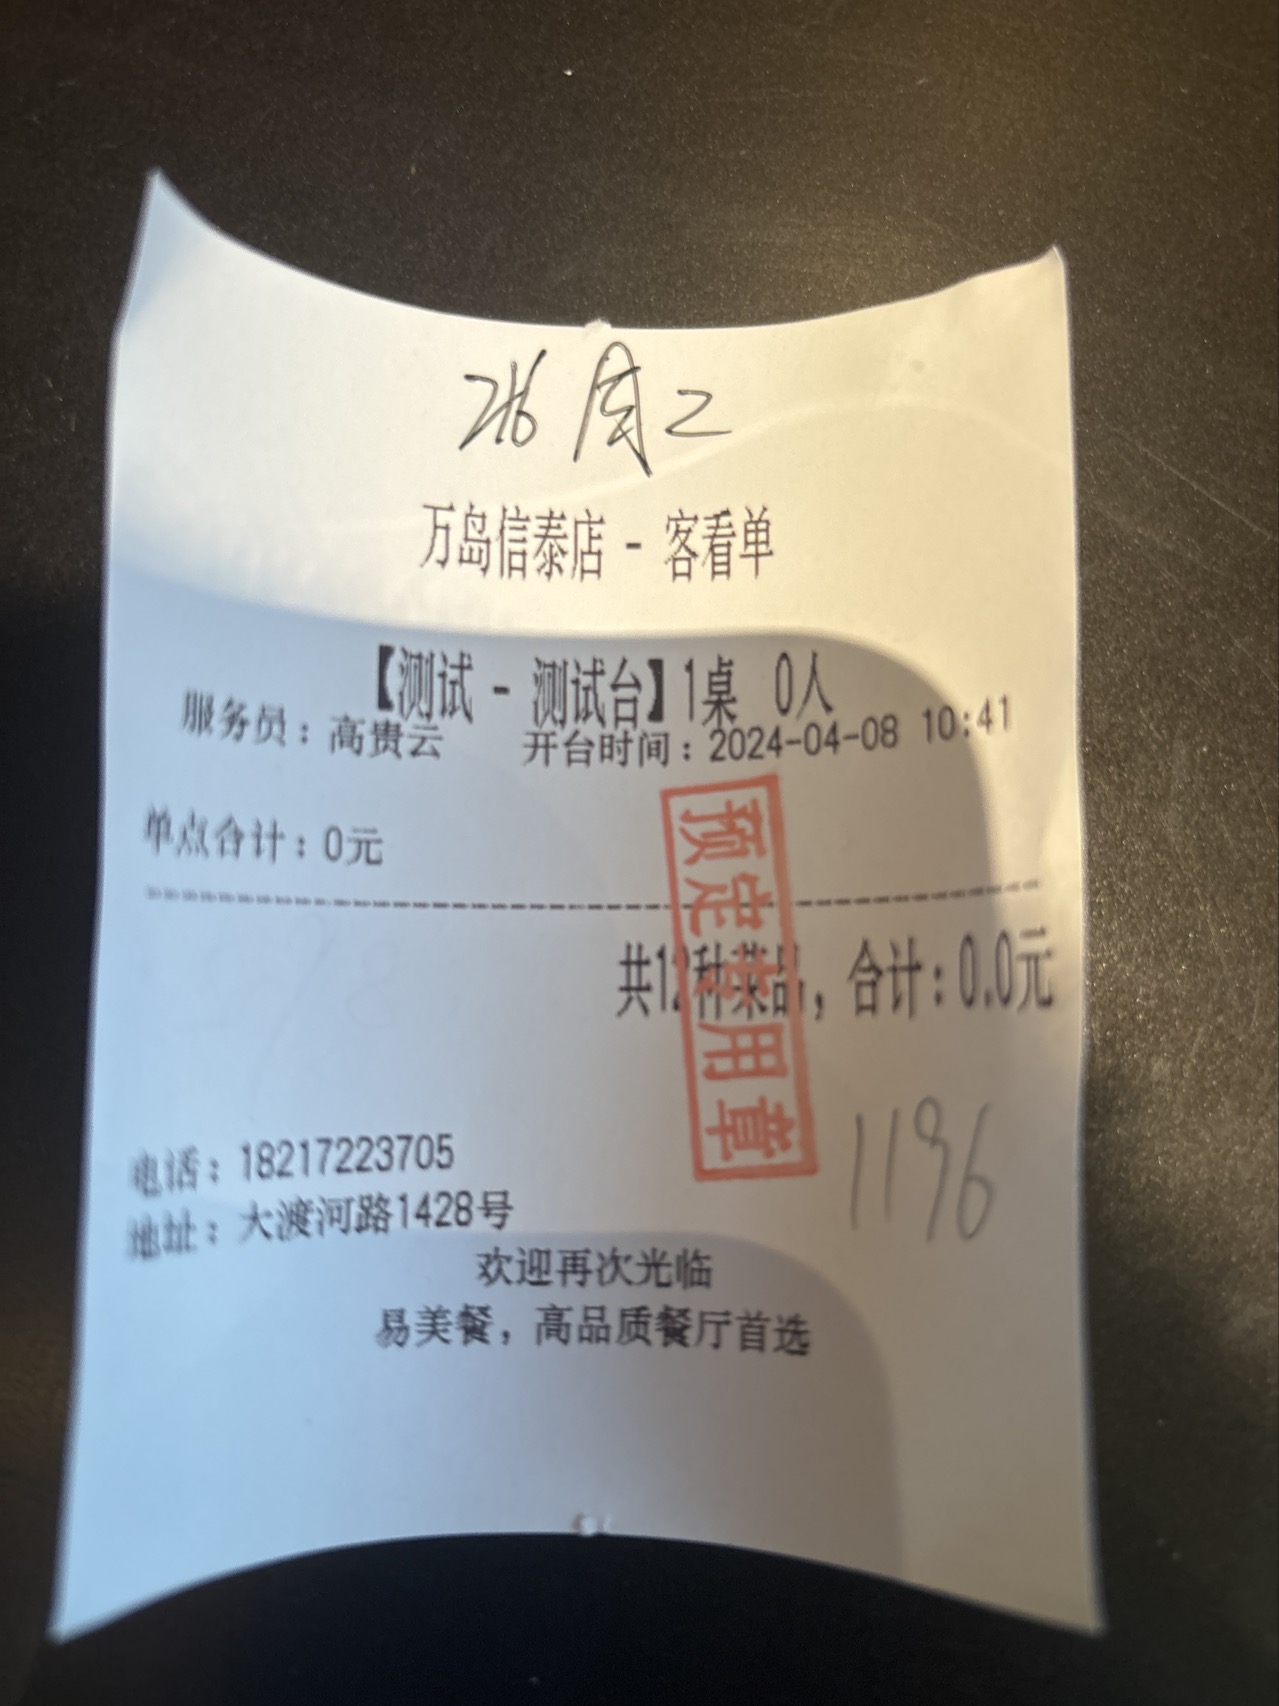 26 周二
万岛信泰店 - 客看单
【测试 - 测试台】1桌 0人
服务员：高贵云 开台时间：2024-04-08 10:41
单点合计：0元
预定专用章
共12种菜品，合计：0.0元
1196
电话：18217223705
地址：大渡河路1428号
欢迎再次光临
易美餐，高品质餐厅首选